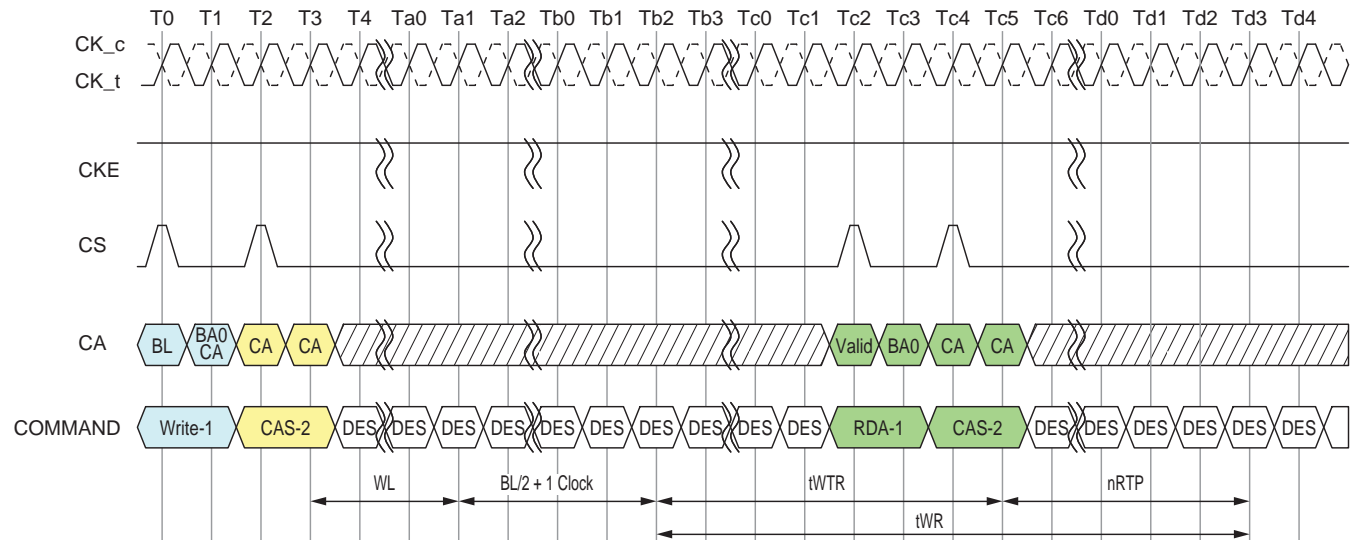 T0 T1 T2 T3 T4 Ta0 Ta1 Ta2 Tb0 Tb1 Tb2 Tb3 Tc0 Tc1 Tc2 Tc3 Tc4 Tc5 Tc6 Td0 Td1 Td2 Td3 Td4
CK_c
CK_t
CKE
CS
CA BL BA0 CA CA CA Valid BA0 CA CA
COMMAND Write-1 CAS-2 DES DES DES DES DES DES DES DES DES DES RDA-1 CAS-2 DES DES DES DES DES DES
WL BL/2 + 1 Clock tWTR nRTP
tWR